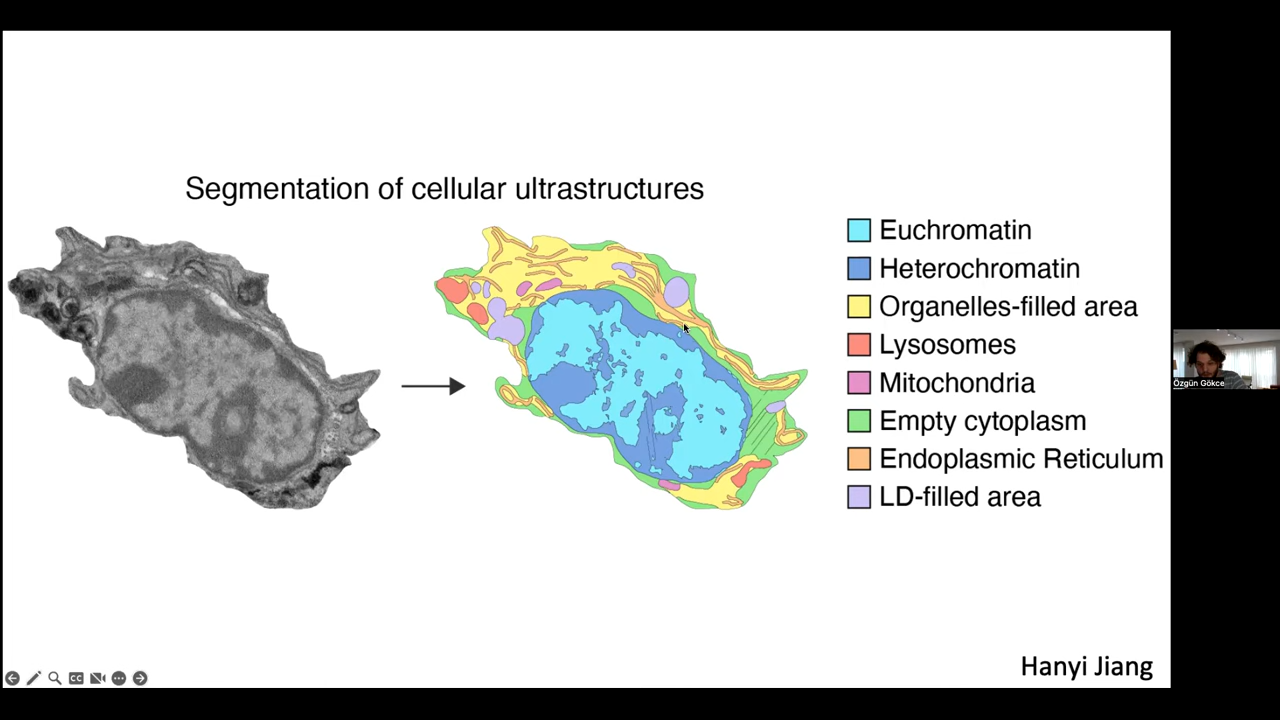 Segmentation of cellular ultrastructures
Euchromatin
Heterochromatin
Organelles-filled area
Lysosomes
Mitochondria
Empty cytoplasm
Endoplasmic Reticulum
LD-filled area
Özgün Gökce
Hanyi Jiang
CC